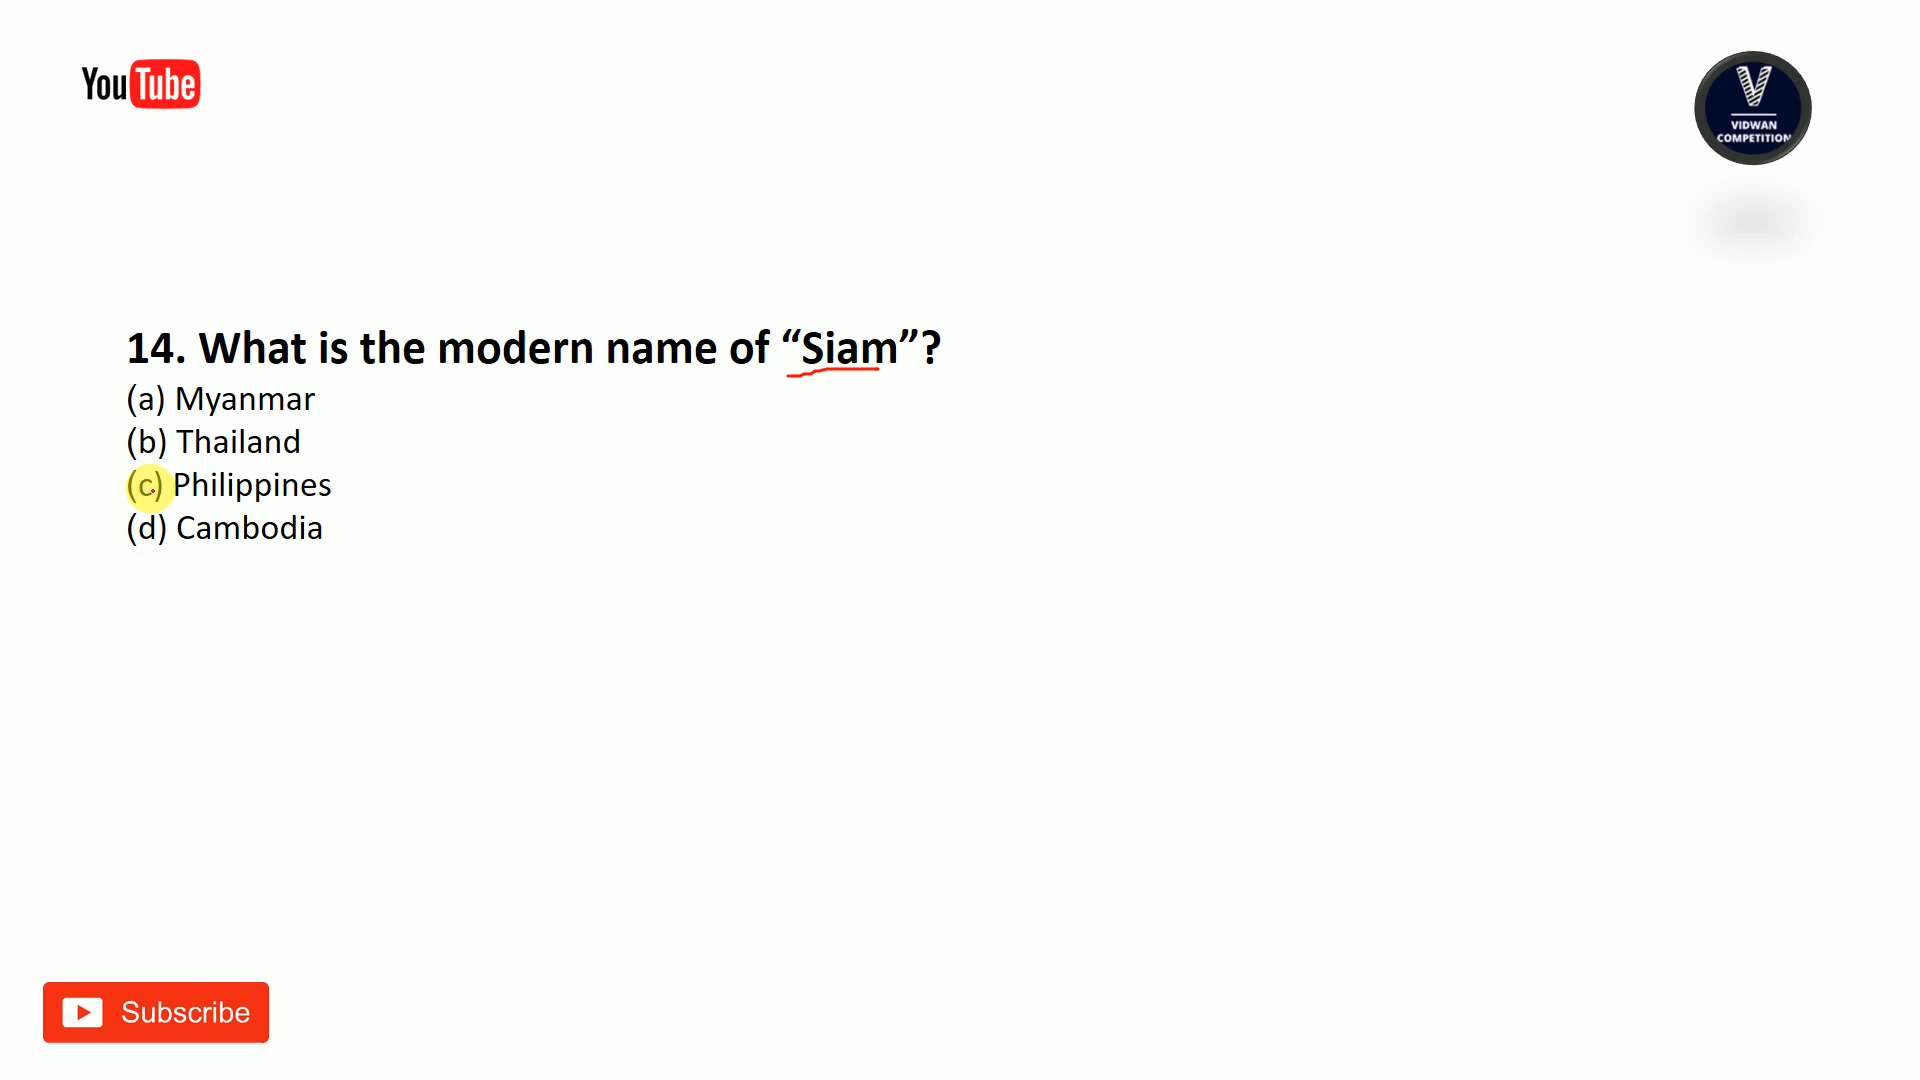 YouTube
V
VIDWAN
COMPETITION
14. What is the modern name of “Siam”?
(a) Myanmar
(b) Thailand
(c) Philippines
(d) Cambodia
Subscribe